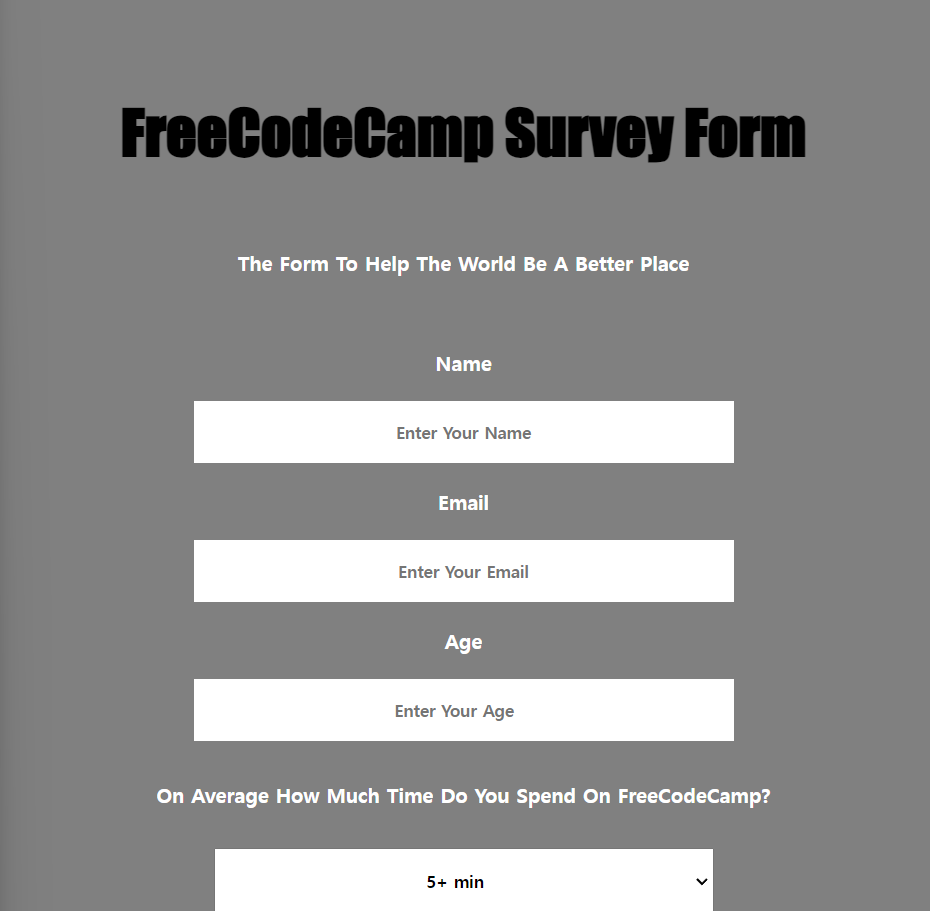 FreeCodeCamp Survey Form
The Form To Help The World Be A Better Place
Name
Enter Your Name
Email
Enter Your Email
Age
Enter Your Age
On Average How Much Time Do You Spend On FreeCodeCamp?
5+ min